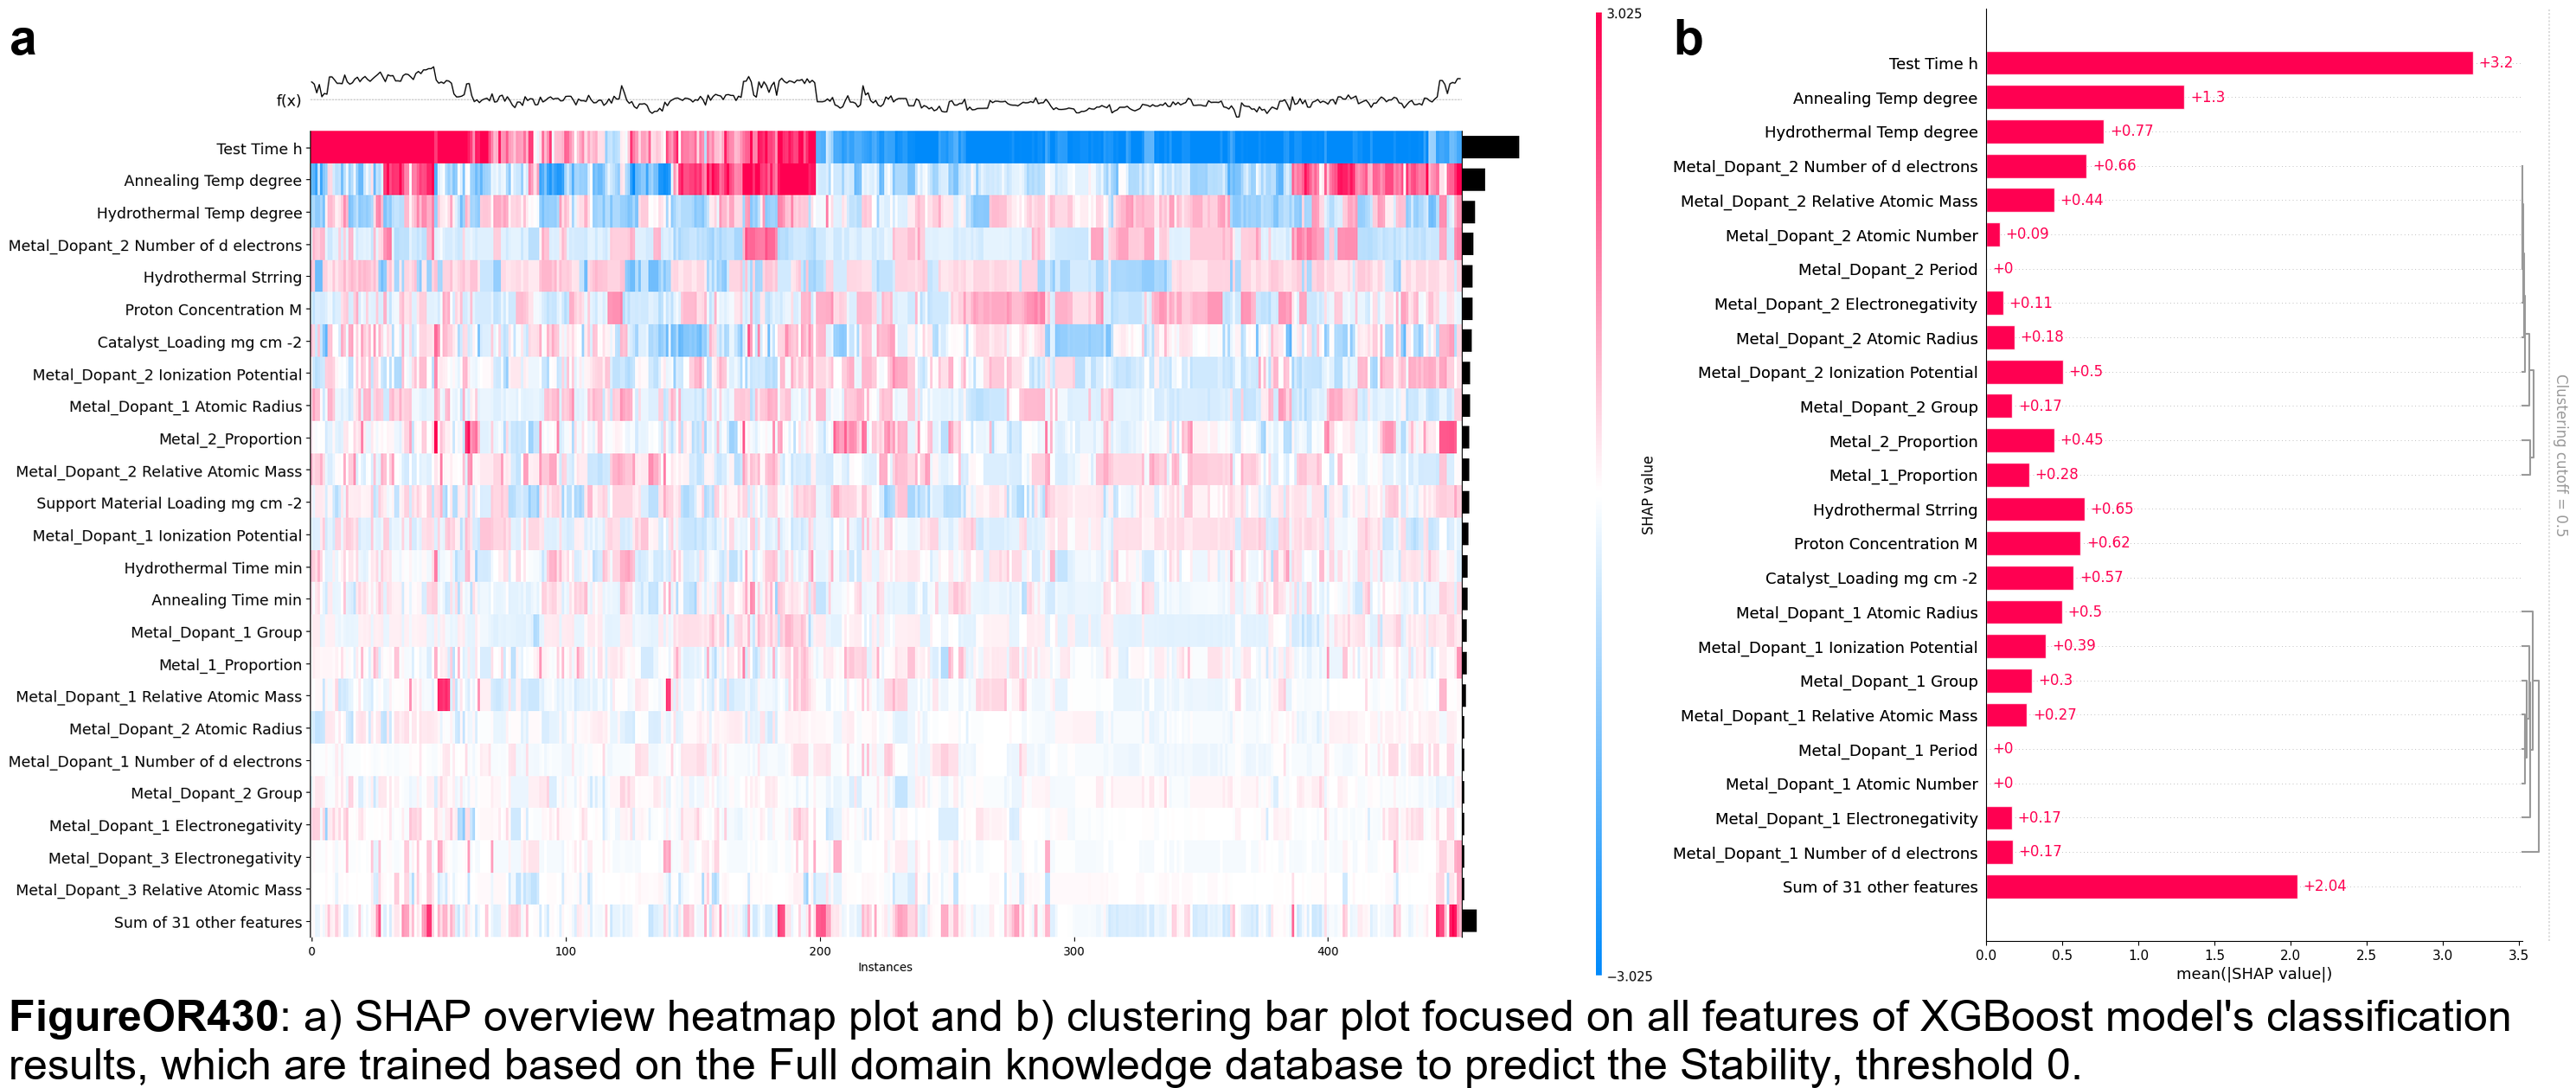 a
f(x)
Test Time h
Annealing Temp degree
Hydrothermal Temp degree
Metal_Dopant_2 Number of d electrons
Hydrothermal Strring
Proton Concentration M
Catalyst_Loading mg cm -2
Metal_Dopant_2 Ionization Potential
Metal_Dopant_1 Atomic Radius
Metal_2_Proportion
Metal_Dopant_2 Relative Atomic Mass
Support Material Loading mg cm -2
Metal_Dopant_1 Ionization Potential
Hydrothermal Time min
Annealing Time min
Metal_Dopant_1 Group
Metal_1_Proportion
Metal_Dopant_1 Relative Atomic Mass
Metal_Dopant_2 Atomic Radius
Metal_Dopant_1 Number of d electrons
Metal_Dopant_2 Group
Metal_Dopant_1 Electronegativity
Metal_Dopant_3 Electronegativity
Metal_Dopant_3 Relative Atomic Mass
Sum of 31 other features
0 100 200 300 400
Instances
3.025
SHAP value
−3.025
b
Test Time h +3.2
Annealing Temp degree +1.3
Hydrothermal Temp degree +0.77
Metal_Dopant_2 Number of d electrons +0.66
Metal_Dopant_2 Relative Atomic Mass +0.44
Metal_Dopant_2 Atomic Number +0.09
Metal_Dopant_2 Period +0
Metal_Dopant_2 Electronegativity +0.11
Metal_Dopant_2 Atomic Radius +0.18
Metal_Dopant_2 Ionization Potential +0.5
Metal_Dopant_2 Group +0.17
Metal_2_Proportion +0.45
Metal_1_Proportion +0.28
Hydrothermal Strring +0.65
Proton Concentration M +0.62
Catalyst_Loading mg cm -2 +0.57
Metal_Dopant_1 Atomic Radius +0.5
Metal_Dopant_1 Ionization Potential +0.39
Metal_Dopant_1 Group +0.3
Metal_Dopant_1 Relative Atomic Mass +0.27
Metal_Dopant_1 Period +0
Metal_Dopant_1 Atomic Number +0
Metal_Dopant_1 Electronegativity +0.17
Metal_Dopant_1 Number of d electrons +0.17
Sum of 31 other features +2.04
0.0 0.5 1.0 1.5 2.0 2.5 3.0 3.5
mean(|SHAP value|)
Clustering cutoff = 0.5
FigureOR430: a) SHAP overview heatmap plot and b) clustering bar plot focused on all features of XGBoost model's classification
results, which are trained based on the Full domain knowledge database to predict the Stability, threshold 0.